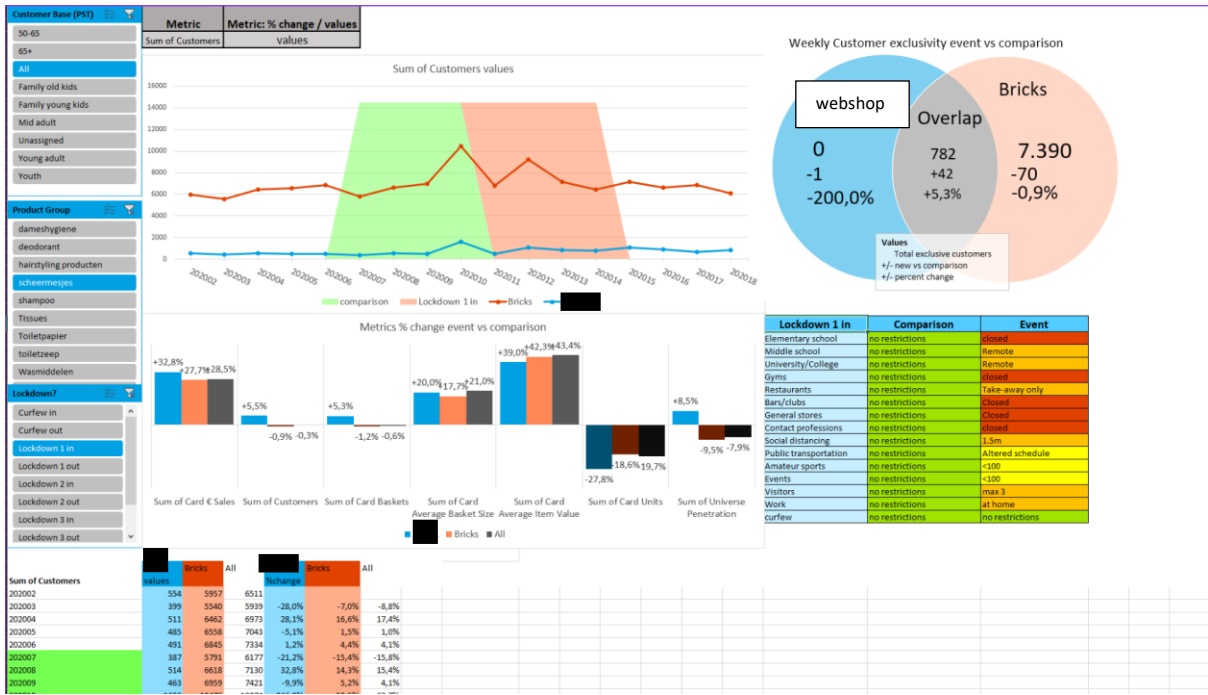 Customer Base (PST)
50-65
65+
All
Family old kids
Family young kids
Mid adult
Unassigned
Young adult
Youth
Product Group
dameshygiene
deodorant
hairstyling producten
scheermesjes
shampoo
Tissues
Toiletpapier
toiletzeep
Wasmiddelen
Lockdown?
Curfew in
Curfew out
Lockdown 1 in
Lockdown 1 out
Lockdown 2 in
Lockdown 2 out
Lockdown 3 in
Lockdown 3 out
Metric Metric: % change / values
Sum of Customers values
Sum of Customers values
16000
14000
12000
10000
8000
6000
4000
2000
0
202002 202003 202004 202005 202006 202007 202008 202009 202010 202011 202012 202013 202014 202015 202016 202017 202018
comparison Lockdown 1 in Bricks
Weekly Customer exclusivity event vs comparison
webshop
Bricks
Overlap
0 782 7.390
-1 +42 -70
-200,0% +5,3% -0,9%
Values
Total exclusive customers
+/- new vs comparison
+/- percent change
Metrics % change event vs comparison
+32,8% +27,7% +28,5%
+5,5% -0,9% -0,3%
+5,3% -1,2% -0,6%
+20,0% +17,7% +21,0%
+39,0% +42,3% +43,4%
-27,8% -18,6% -19,7%
+8,5% -9,5% -7,9%
Sum of Card € Sales Sum of Customers Sum of Card Baskets Sum of Card Average Basket Size Sum of Card Average Item Value Sum of Card Units Sum of Universe Penetration
Bricks All
Lockdown 1 in Comparison Event
Elementary school no restrictions closed
Middle school no restrictions Remote
University/College no restrictions Remote
Gyms no restrictions closed
Restaurants no restrictions Take-away only
Bars/clubs no restrictions Closed
General stores no restrictions Closed
Contact professions no restrictions closed
Social distancing no restrictions 1.5m
Public transportation no restrictions Altered schedule
Amateur sports no restrictions <100
Events no restrictions <100
Visitors no restrictions max 3
Work no restrictions at home
curfew no restrictions no restrictions
Bricks All Bricks All
Sum of Customers values %change
202002 554 5957 6511
202003 399 5540 5939 -28,0% -7,0% -8,8%
202004 511 6462 6973 28,1% 16,6% 17,4%
202005 485 6558 7043 -5,1% 1,5% 1,0%
202006 491 6845 7334 1,2% 4,4% 4,1%
202007 387 5791 6177 -21,2% -15,4% -15,8%
202008 514 6618 7130 32,8% 14,3% 15,4%
202009 463 6959 7421 -9,9% 5,2% 4,1%